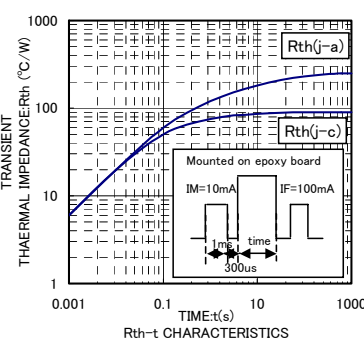 TRANSIENT
THAERMAL IMPEDANCE:Rth (℃/W)
1000
100
10
1
Rth(j-a)
Rth(j-c)
Mounted on epoxy board
IM=10mA
IF=100mA
1ms
time
300us
0.001
0.1
10
1000
TIME:t(s)
Rth-t CHARACTERISTICS